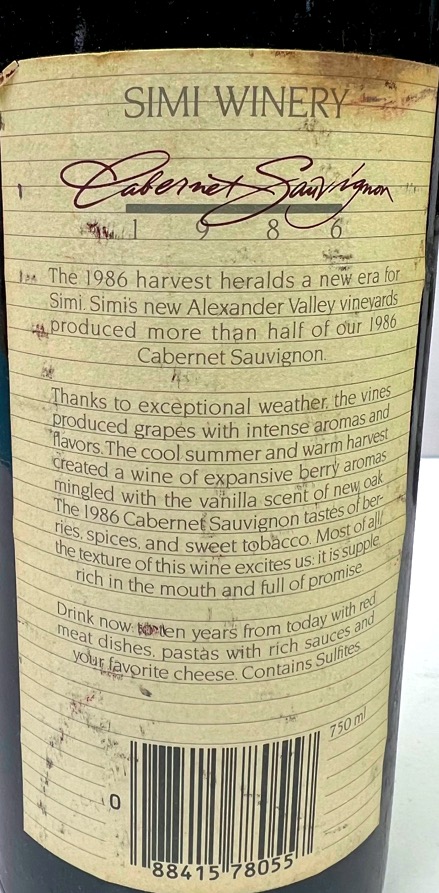 SIMI WINERY
Cabernet Sauvignon
1 9 8 6
The 1986 harvest heralds a new era for
Simi. Simi's new Alexander Valley vineyards
produced more than half of our 1986
Cabernet Sauvignon.
Thanks to exceptional weather, the vines
produced grapes with intense aromas and
flavors. The cool summer and warm harvest
created a wine of expansive berry aromas
mingled with the vanilla scent of new oak
The 1986 Cabernet Sauvignon tastes of ber-
ries, spices, and sweet tobacco. Most of all
the texture of this wine excites us: it is supple
rich in the mouth and full of promise
Drink now to ten years from today with red
meat dishes, pastas with rich sauces and
your favorite cheese. Contains Sulfites
750 ml
0 88415 78055